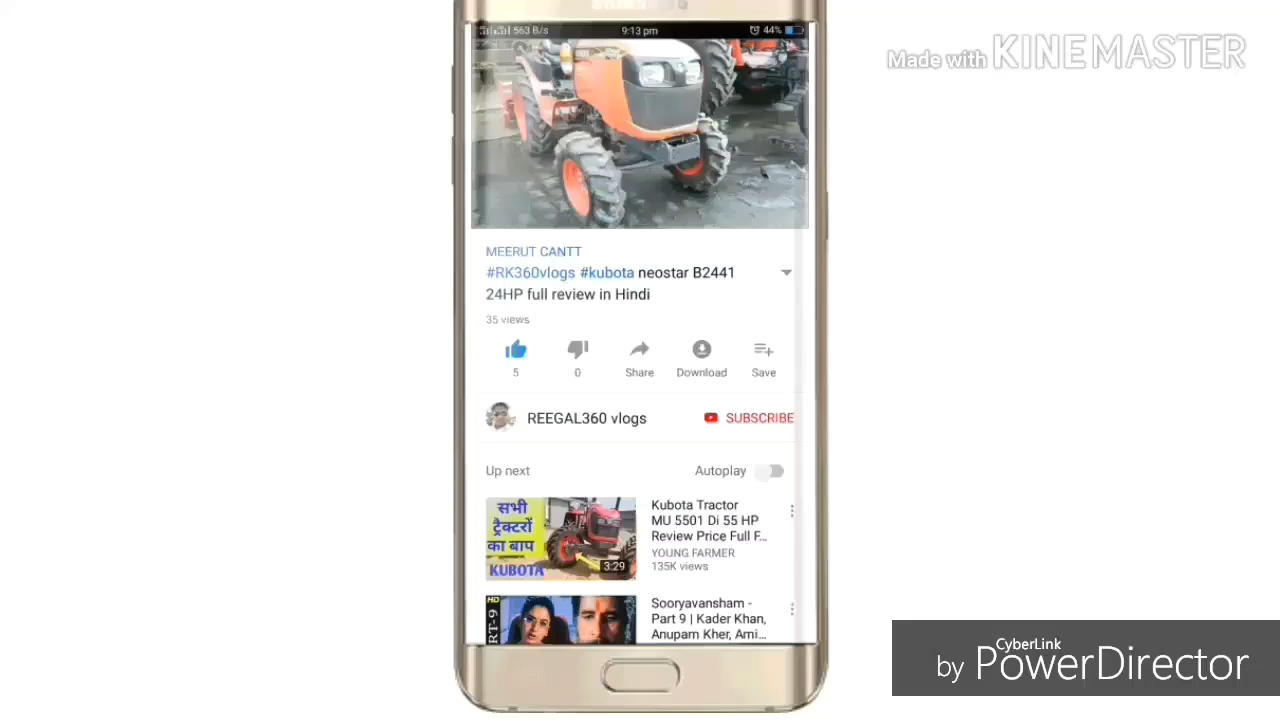 563 B/s
9:13 pm
44%
Made with KINEMASTER
MEERUT CANTT
#RK360vlogs #kubota neostar B2441
24HP full review in Hindi
35 views
5
0
Share
Download
Save
REEGAL360 vlogs
SUBSCRIBE
Up next
Autoplay
सभी
ट्रैक्टरों
का बाप
KUBOTA
3:29
Kubota Tractor
MU 5501 Di 55 HP
Review Price Full F...
YOUNG FARMER
135K views
HD
Sooryavansham -
Part 9 | Kader Khan,
Anupam Kher, Ami...
CyberLink
by PowerDirector